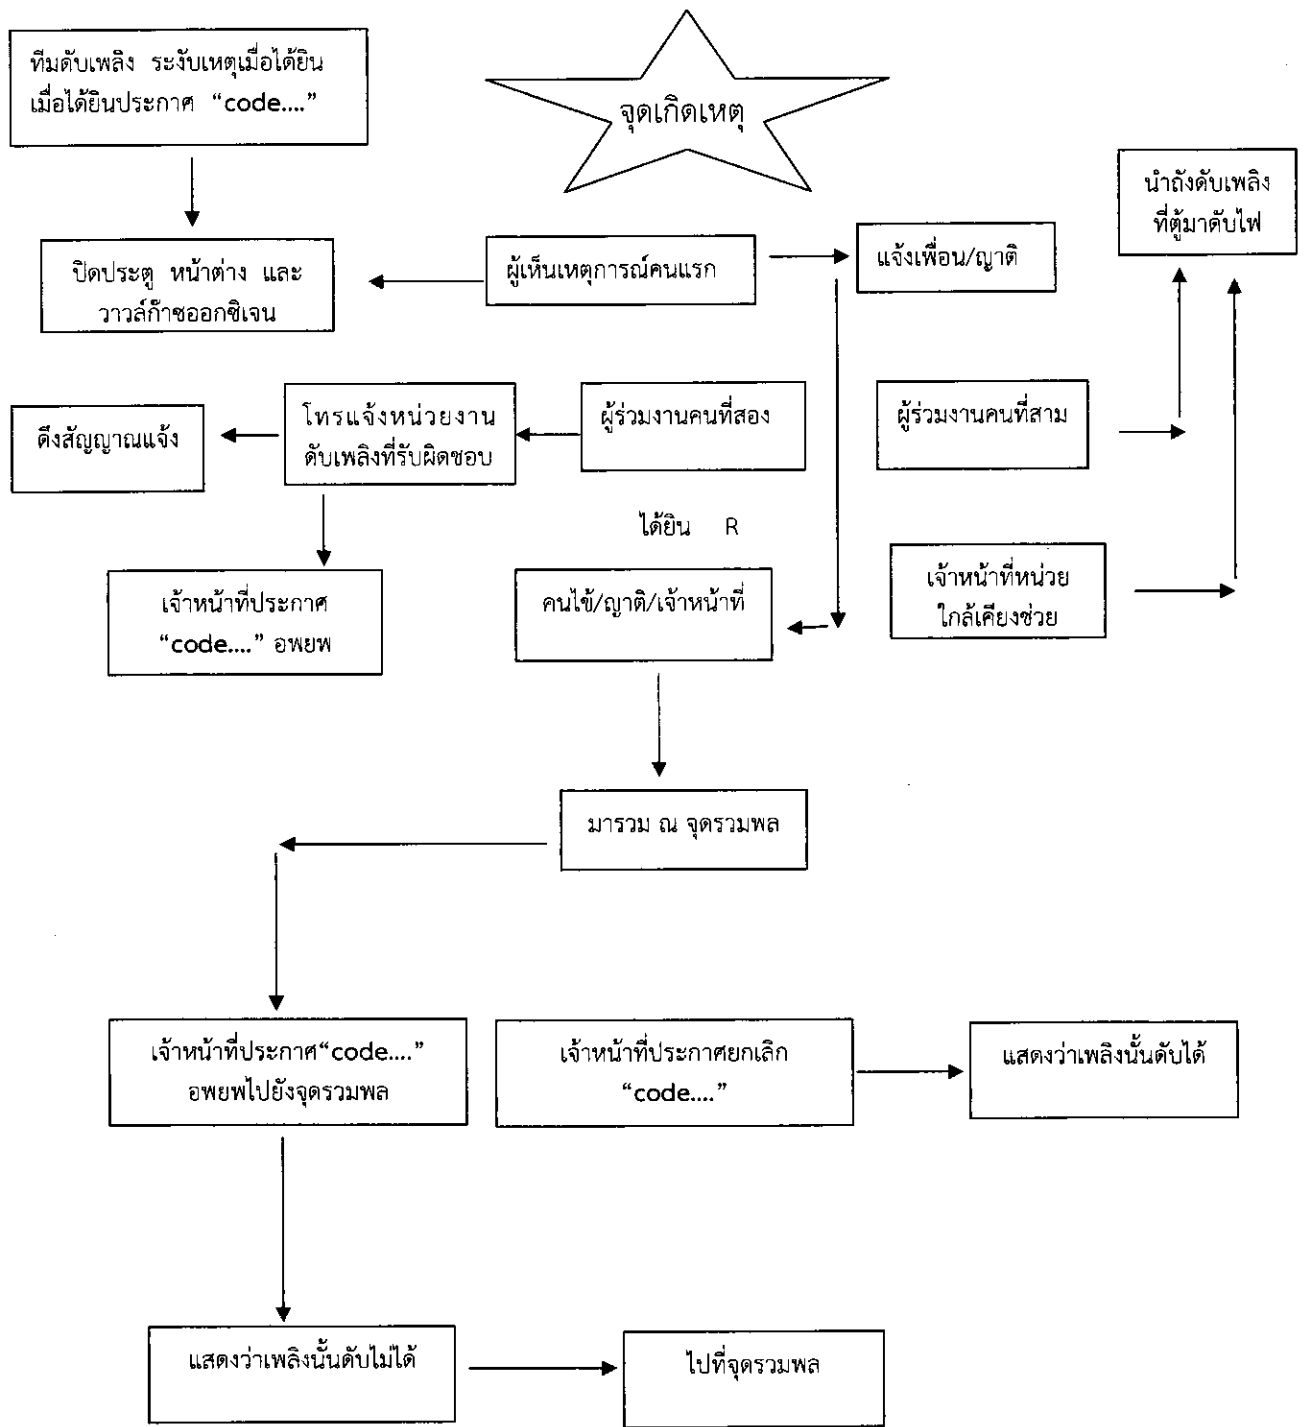 ทีมดับเพลิง ระงับเหตุเมื่อได้ยิน
เมื่อได้ยินประกาศ “code....”
จุดเกิดเหตุ
นำถังดับเพลิง
ที่ตู้มาดับไฟ
ปิดประตู หน้าต่าง และ
วาวล์ก๊าซออกซิเจน
ผู้เห็นเหตุการณ์คนแรก
แจ้งเพื่อน/ญาติ
ดึงสัญญาณแจ้ง
โทรแจ้งหน่วยงาน
ดับเพลิงที่รับผิดชอบ
ผู้ร่วมงานคนที่สอง
ผู้ร่วมงานคนที่สาม
ได้ยิน R
เจ้าหน้าที่ประกาศ
“code....” อพยพ
คนไข้/ญาติ/เจ้าหน้าที่
เจ้าหน้าที่หน่วย
ใกล้เคียงช่วย
มารวม ณ จุดรวมพล
เจ้าหน้าที่ประกาศ“code....”
อพยพไปยังจุดรวมพล
เจ้าหน้าที่ประกาศยกเลิก
“code....”
แสดงว่าเพลิงนั้นดับได้
แสดงว่าเพลิงนั้นดับไม่ได้
ไปที่จุดรวมพล